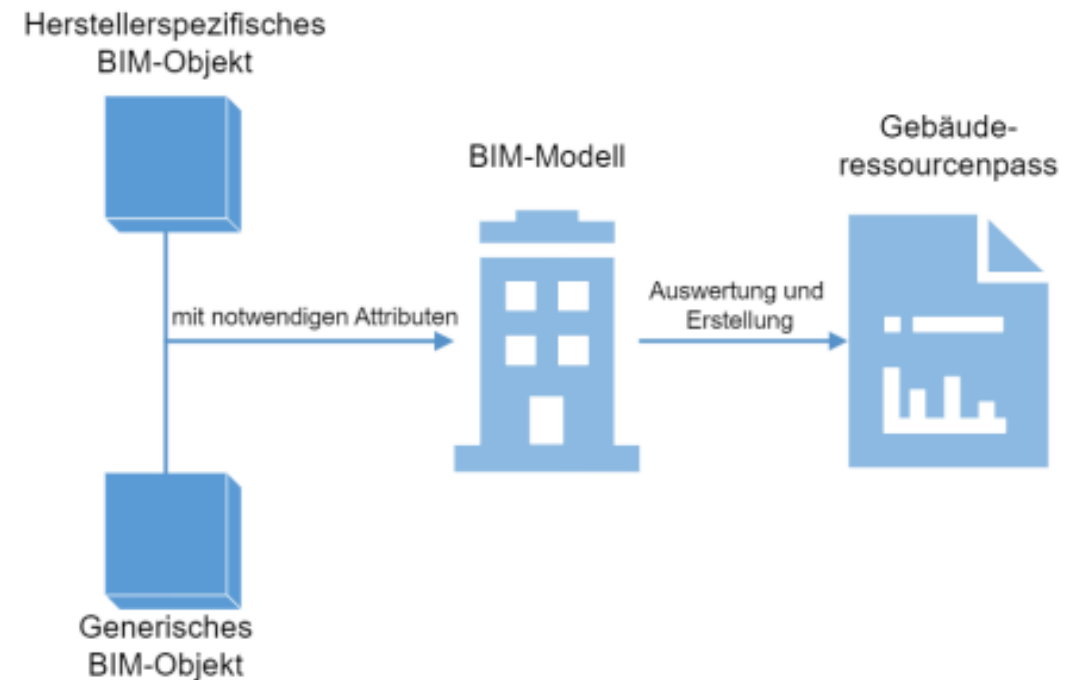 Herstellerspezifisches
BIM-Objekt
mit notwendigen Attributen
Generisches
BIM-Objekt
BIM-Modell
Auswertung und
Erstellung
Gebäude-
ressourcenpass